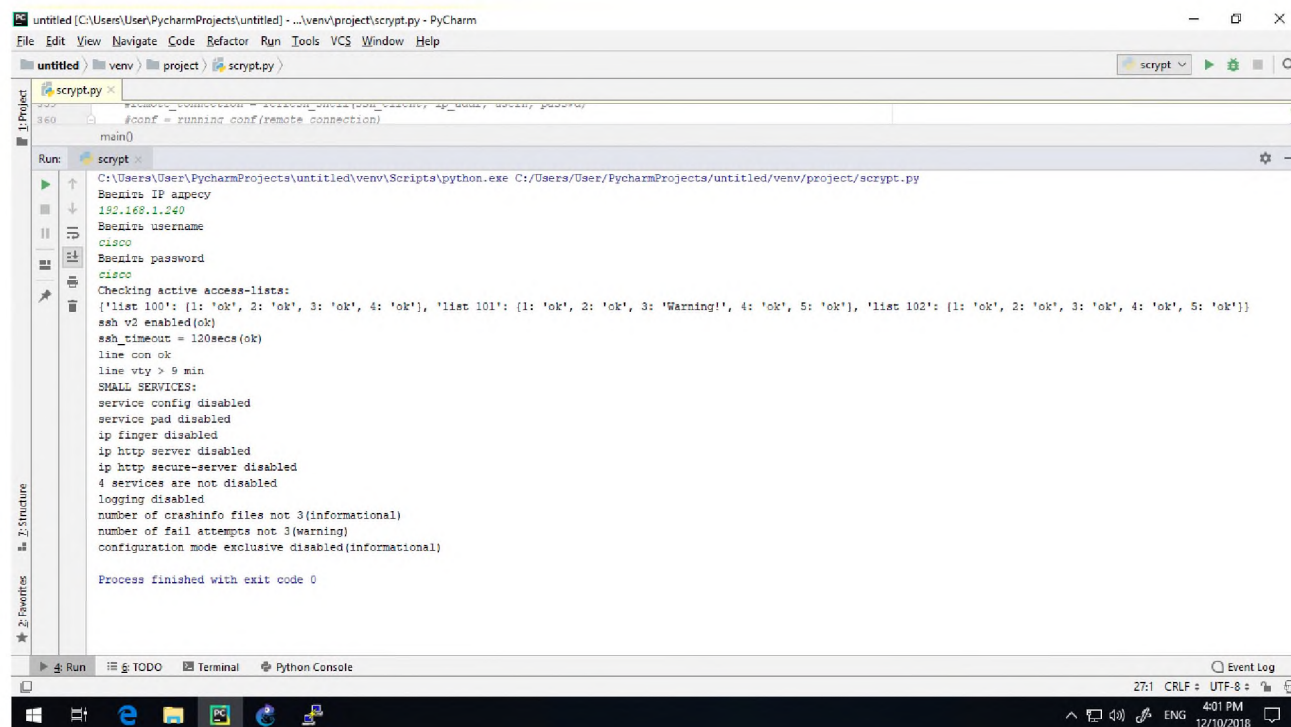 PC untitled [C:\Users\User\PycharmProjects\untitled] - ...\venv\project\scrypt.py - PyCharm
File Edit View Navigate Code Refactor Run Tools VCS Window Help
untitled venv project scrypt.py scrypt
1: Project scrypt.py
360 #conf = running_conf(remote_connection)
main()
Run: scrypt
C:\Users\User\PycharmProjects\untitled\venv\Scripts\python.exe C:/Users/User/PycharmProjects/untitled/venv/project/scrypt.py
Введіть IP адресу
192.168.1.240
Введіть username
cisco
Введіть password
cisco
Checking active access-lists:
{'list 100': {1: 'ok', 2: 'ok', 3: 'ok', 4: 'ok'}, 'list 101': {1: 'ok', 2: 'ok', 3: 'Warning!', 4: 'ok', 5: 'ok'}, 'list 102': {1: 'ok', 2: 'ok', 3: 'ok', 4: 'ok', 5: 'ok'}}
ssh v2 enabled(ok)
ssh_timeout = 120secs(ok)
line con ok
line vty > 9 min
SMALL SERVICES:
service config disabled
service pad disabled
ip finger disabled
ip http server disabled
ip http secure-server disabled
4 services are not disabled
logging disabled
number of crashinfo files not 3(informational)
number of fail attempts not 3(warning)
configuration mode exclusive disabled(informational)
Process finished with exit code 0
7: Structure
2: Favorites
4: Run 6: TODO Terminal Python Console Event Log
27:1 CRLF UTF-8
PC ENG 4:01 PM
12/10/2018